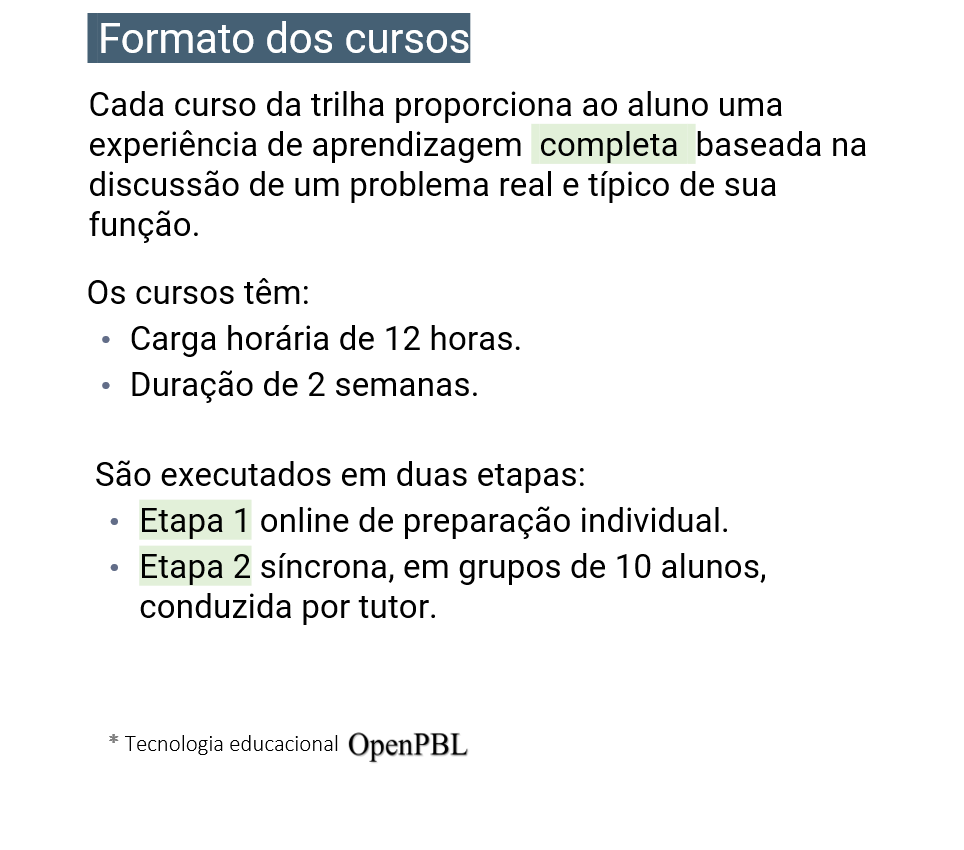 Formato dos cursos
Cada curso da trilha proporciona ao aluno uma
experiência de aprendizagem completa baseada na
discussão de um problema real e típico de sua
função.
Os cursos têm:
• Carga horária de 12 horas.
• Duração de 2 semanas.
São executados em duas etapas:
• Etapa 1 online de preparação individual.
• Etapa 2 síncrona, em grupos de 10 alunos,
conduzida por tutor.
* Tecnologia educacional OpenPBL